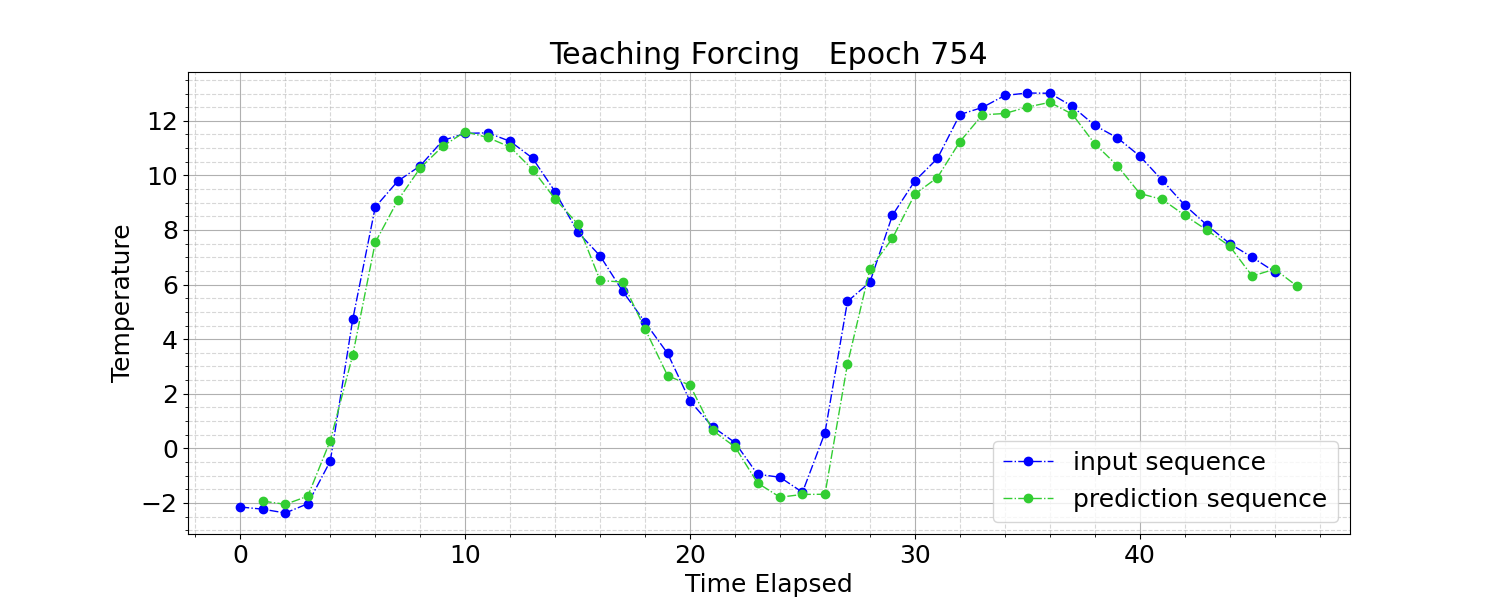 Teaching Forcing   Epoch 754
12
10
8
6
4
2
0
−2
Temperature
input sequence
prediction sequence
0 10 20 30 40
Time Elapsed